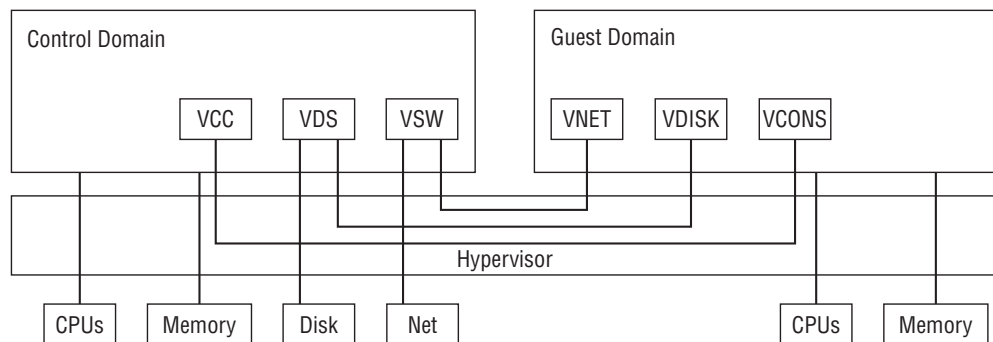 Control Domain
Guest Domain
VCC VDS VSW VNET VDISK VCONS
Hypervisor
CPUs Memory Disk Net CPUs Memory